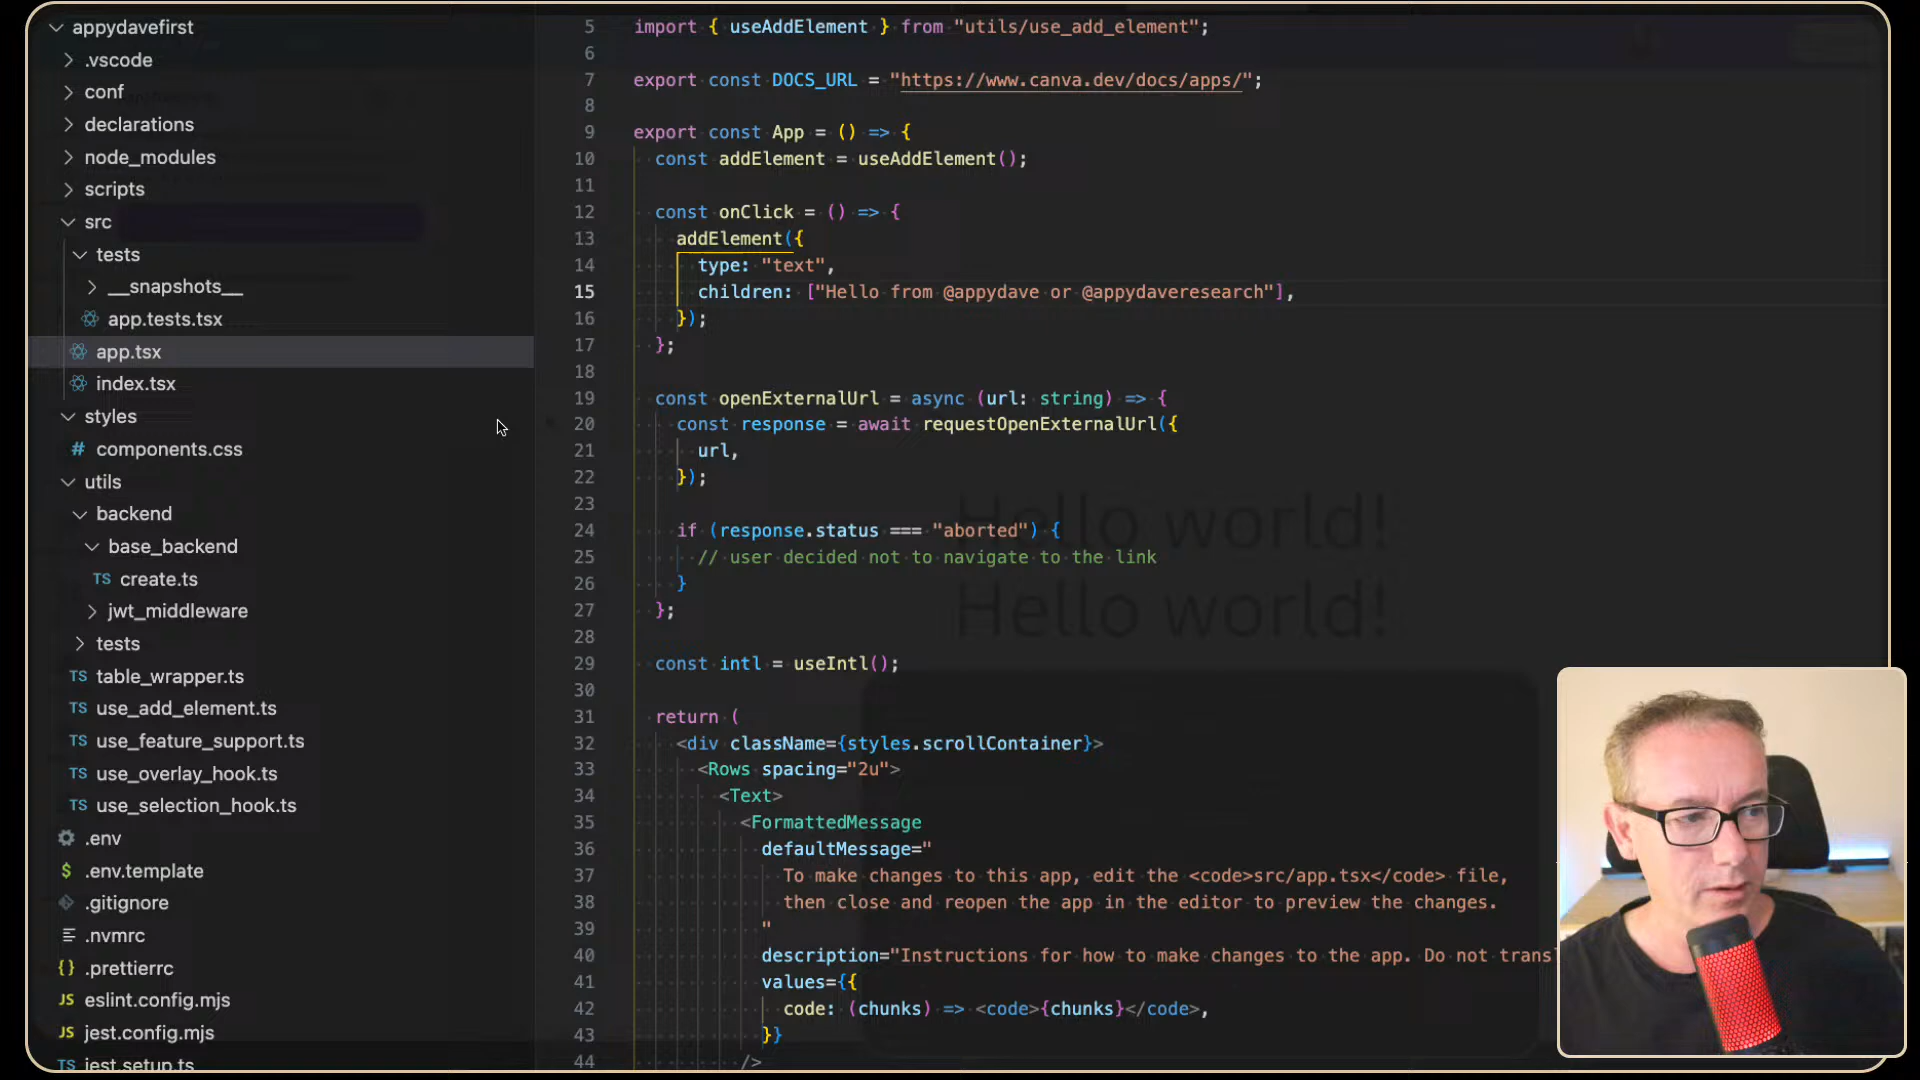 appydavefirst
.vscode
conf
declarations
node_modules
scripts
src
tests
__snapshots__
app.tests.tsx
app.tsx
index.tsx
styles
# components.css
utils
backend
base_backend
TS create.ts
jwt_middleware
tests
TS table_wrapper.ts
TS use_add_element.ts
TS use_feature_support.ts
TS use_overlay_hook.ts
TS use_selection_hook.ts
.env
$ .env.template
.gitignore
.nvmrc
{} .prettierrc
JS eslint.config.mjs
JS jest.config.mjs
TS jest.setup.ts
5 import { useAddElement } from "utils/use_add_element";
6
7 export const DOCS_URL = "https://www.canva.dev/docs/apps/";
8
9 export const App = () => {
10 const addElement = useAddElement();
11
12 const onClick = () => {
13 addElement({
14 type: "text",
15 children: ["Hello from @appydave or @appydaveresearch"],
16 });
17 };
18
19 const openExternalUrl = async (url: string) => {
20 const response = await requestOpenExternalUrl({
21 url,
22 });
23
24 if (response.status === "aborted") {
25 // user decided not to navigate to the link
26 }
27 };
28
29 const intl = useIntl();
30
31 return (
32 <div className={styles.scrollContainer}>
33 <Rows spacing="2u">
34 <Text>
35 <FormattedMessage
36 defaultMessage="
37 To make changes to this app, edit the <code>src/app.tsx</code> file,
38 then close and reopen the app in the editor to preview the changes.
39 "
40 description="Instructions for how to make changes to the app. Do not trans
41 values={{
42 code: (chunks) => <code>{chunks}</code>,
43 }}
44 />
Hello world!
Hello world!